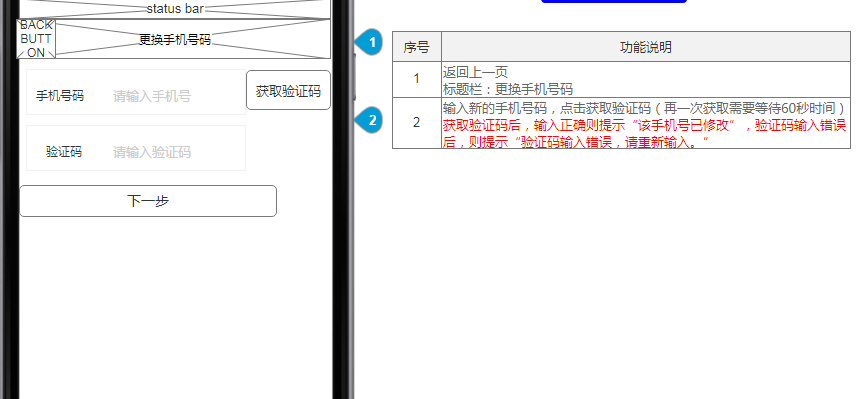 status bar
BACK
BUTT
ON
更换手机号码
手机号码
请输入手机号
获取验证码
验证码
请输入验证码
下一步
1
2
序号
功能说明
1
返回上一页
标题栏：更换手机号码
2
输入新的手机号码，点击获取验证码（再一次获取需要等待60秒时间）
获取验证码后，输入正确则提示“该手机号已修改”，验证码输入错误
后，则提示“验证码输入错误，请重新输入。”